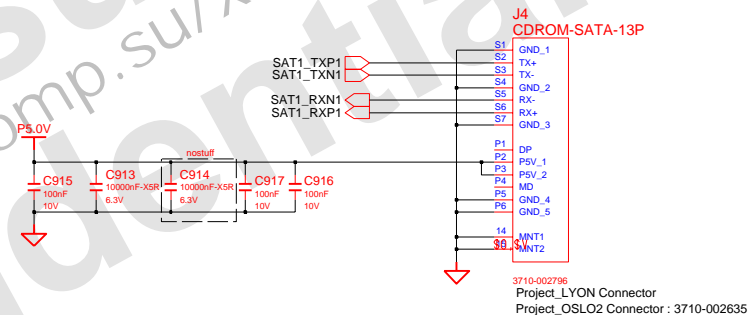 J4
CDROM-SATA-13P
S1 GND_1
SAT1_TXP1 S2 TX+
SAT1_TXN1 S3 TX-
S4 GND_2
SAT1_RXN1 S5 RX-
SAT1_RXP1 S6 RX+
S7 GND_3
P5.0V
nostuff
P1 DP
P2 P5V_1
P3 P5V_2
P4 MD
P5 GND_4
P6 GND_5
C915 100nF 10V
C913 10000nF-X5R 6.3V
C914 10000nF-X5R 6.3V
C917 100nF 10V
C916 100nF 10V
14 MNT1
MNT2
3710-002796
Project_LYON Connector
Project_OSLO2 Connector : 3710-002635
omp.su/x
dential